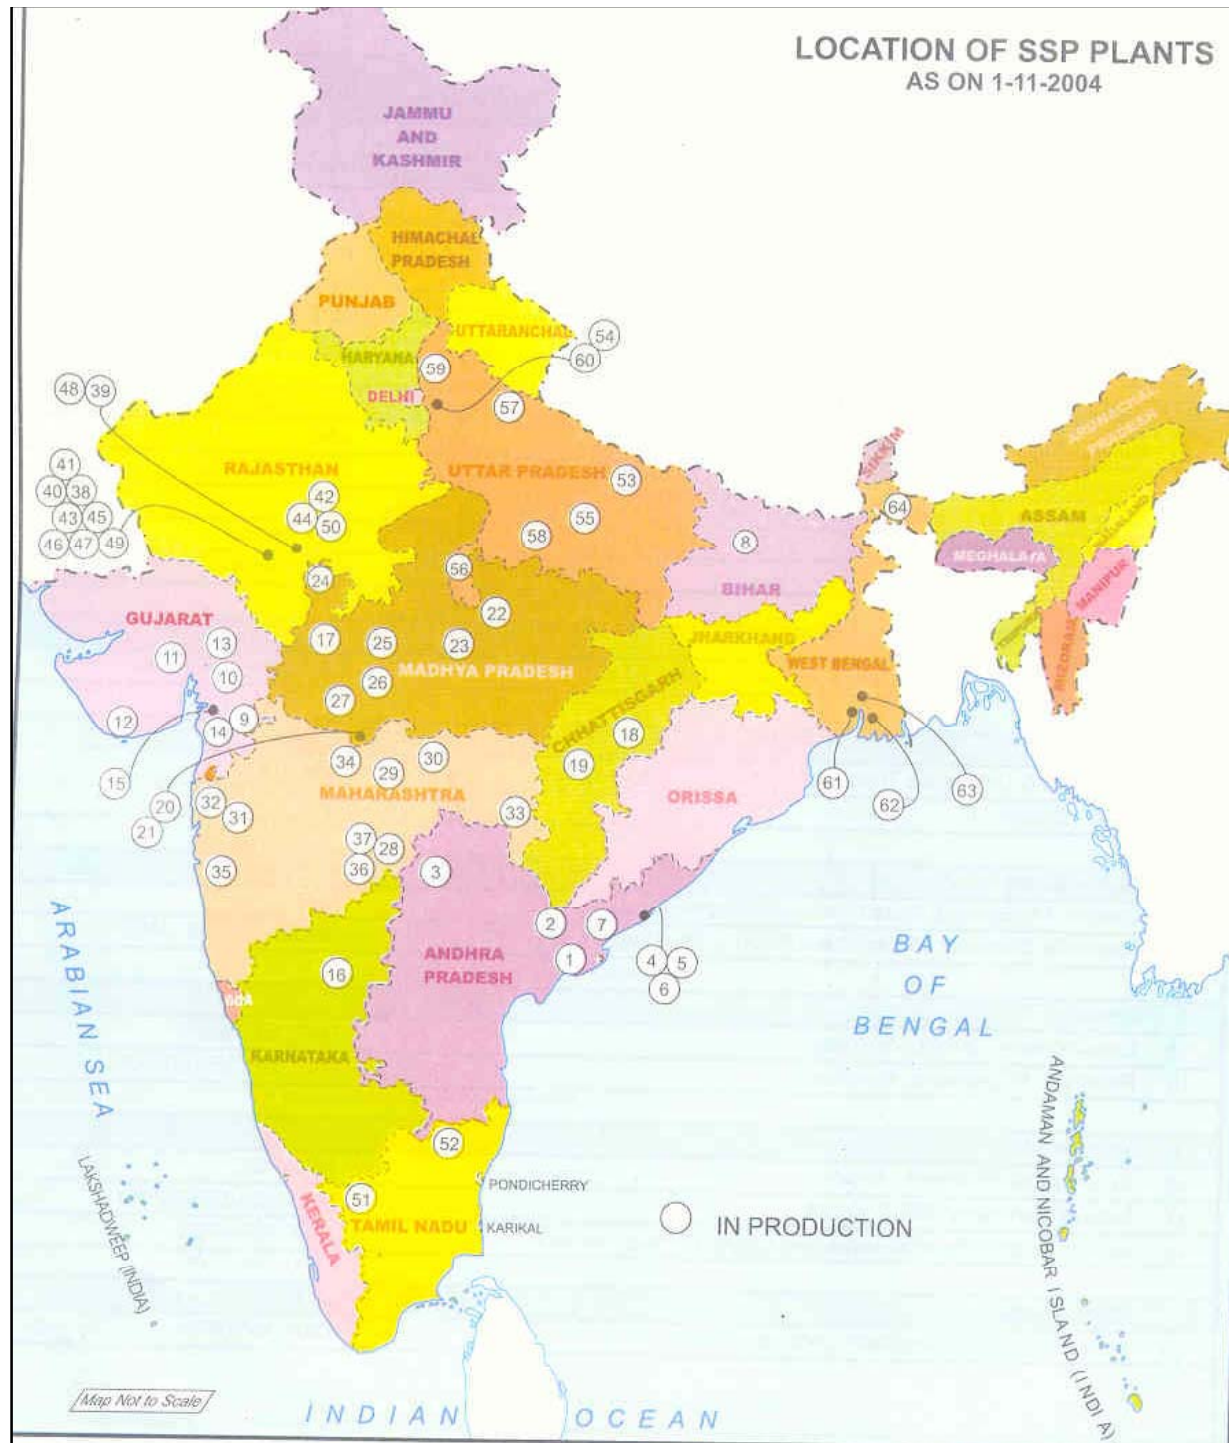 LOCATION OF SSP PLANTS
AS ON 1-11-2004
JAMMU
AND
KASHMIR
HIMACHAL
PRADESH
PUNJAB
UTTARANCHAL
54
60
HARYANA
59
DELHI
48 39
57
ARUNACHAL
PRADESH
SIKKIM
41
RAJASTHAN
UTTAR PRADESH
53
40 38
42
64
43 45
44 50
55
ASSAM
NAGALAND
46 47 49
58
8
MEGHALAYA
56
24
BIHAR
MANIPUR
GUJARAT
22
17
25
23
JHARKHAND
13
11
MADHYA PRADESH
WEST BENGAL
MIZORAM
10
26
27
CHHATTISGARH
12
14
9
18
34
30
19
15
29
61
62
63
20
21
32
31
MAHARASHTRA
33
ORISSA
37
28
35
36
3
2
7
ARABIAN SEA
BAY
OF
BENGAL
ANDHRA
PRADESH
1
4 5
6
16
GOA
KARNATAKA
52
51
PONDICHERRY
KERALA
TAMIL NADU
KARIKAL
IN PRODUCTION
LAKSHADWEEP (INDIA)
ANDAMAN AND NICOBAR ISLAND (INDIA)
Map Not to Scale
INDIAN OCEAN